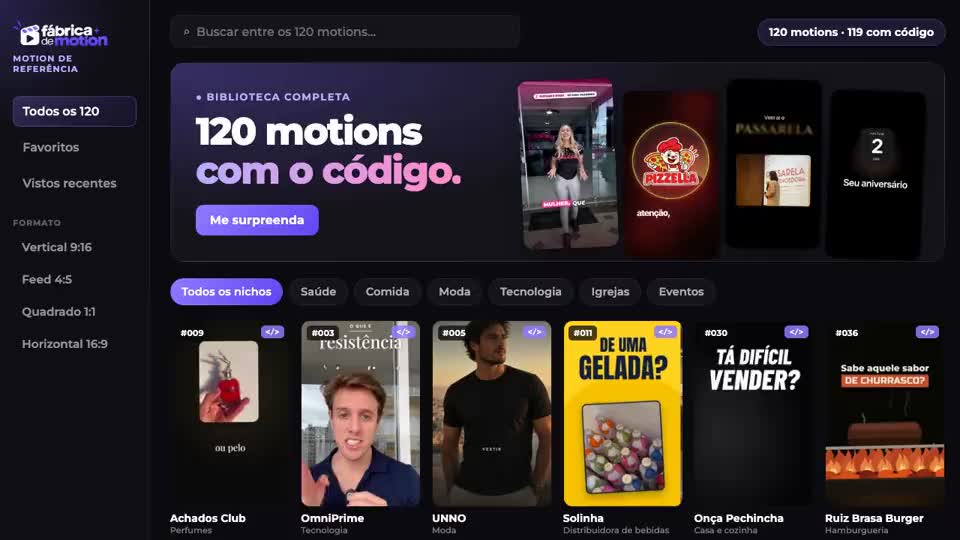 fábrica
de motion
MOTION DE
REFERÊNCIA
Todos os 120
Favoritos
Vistos recentes
FORMATO
Vertical 9:16
Feed 4:5
Quadrado 1:1
Horizontal 16:9
Buscar entre os 120 motions...
120 motions · 119 com código
• BIBLIOTECA COMPLETA
120 motions
com o código.
Me surpreenda
MULHER, QUE
PIZZELLA
atenção,
Vem aí o
PASSARELA
PASSARELA
2
Seu aniversário
Todos os nichos
Saúde
Comida
Moda
Tecnologia
Igrejas
Eventos
#009
</>
ou pelo
Achados Club
Perfumes
#003
</>
O QUE É
resistência
OmniPrime
Tecnologia
#005
</>
VESTIR
UNNO
Moda
#011
</>
DE UMA
GELADA?
Solinha
Distribuidora de bebidas
#030
</>
TÁ DIFÍCIL
VENDER?
Onça Pechincha
Casa e cozinha
#036
</>
Sabe aquele sabor
DE CHURRASCO?
Ruiz Brasa Burger
Hamburgueria